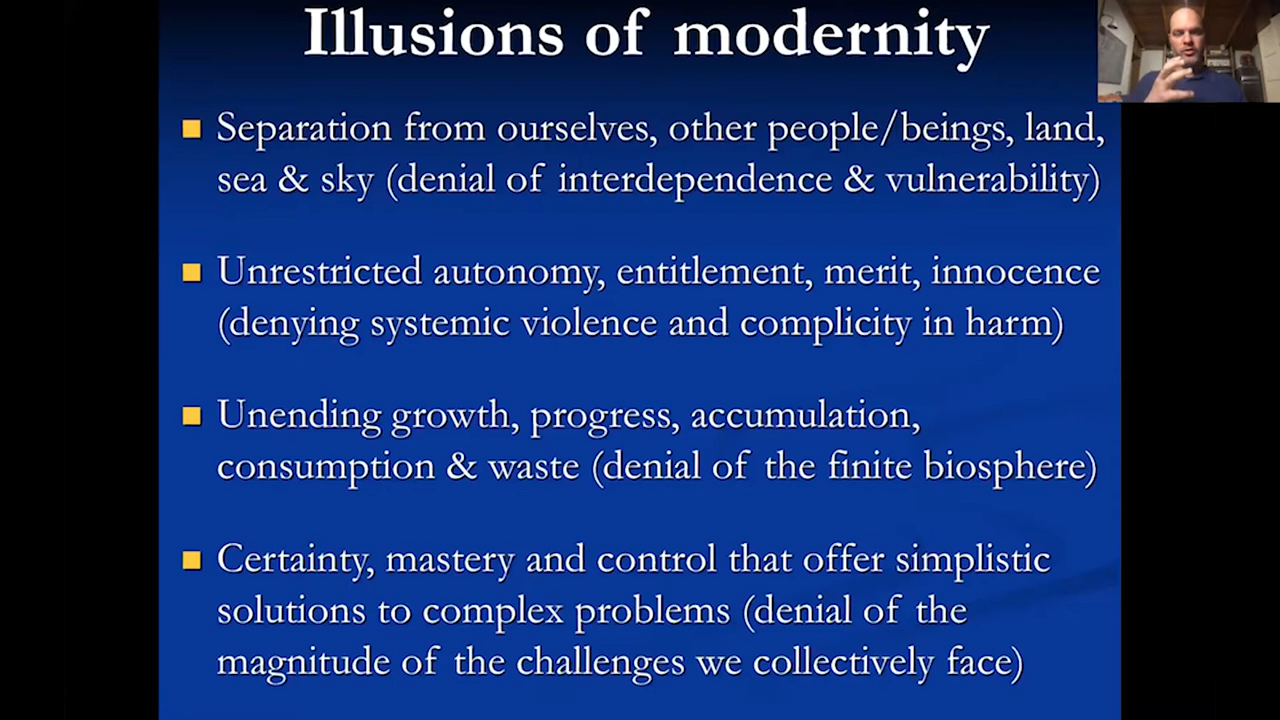 Illusions of modernity
Separation from ourselves, other people/beings, land,
sea & sky (denial of interdependence & vulnerability)
Unrestricted autonomy, entitlement, merit, innocence
(denying systemic violence and complicity in harm)
Unending growth, progress, accumulation,
consumption & waste (denial of the finite biosphere)
Certainty, mastery and control that offer simplistic
solutions to complex problems (denial of the
magnitude of the challenges we collectively face)